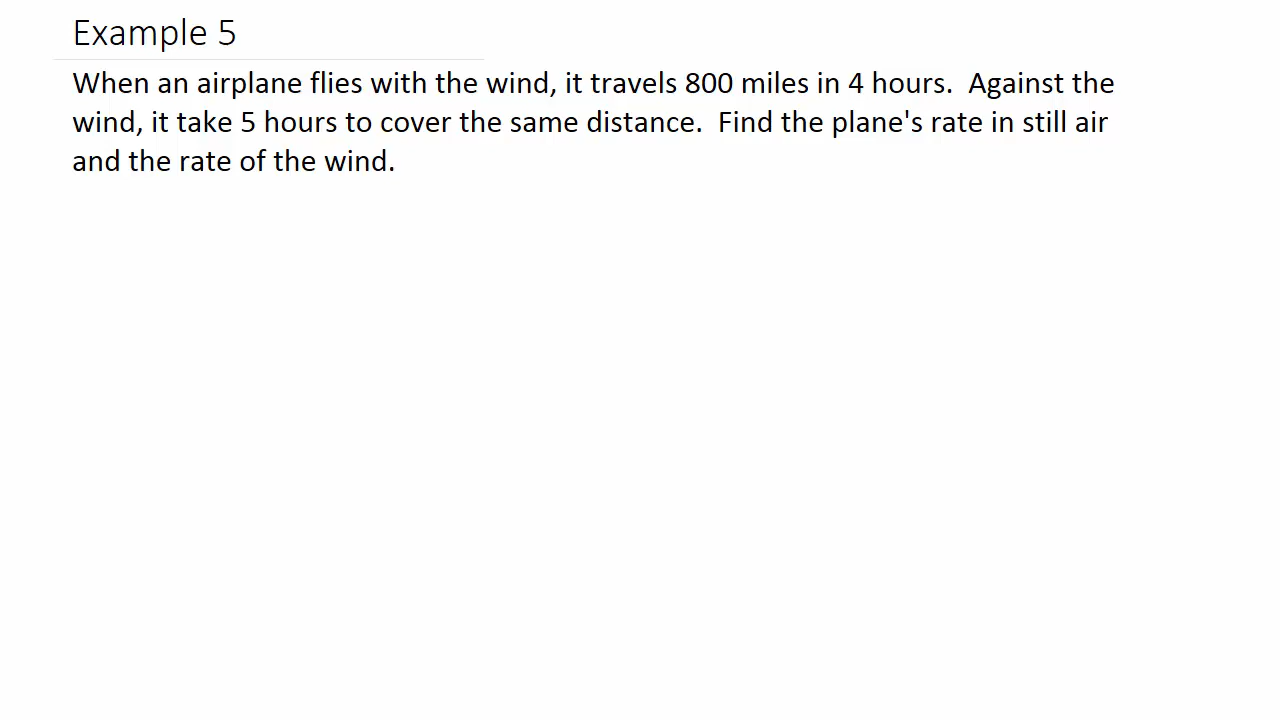 Example 5
When an airplane flies with the wind, it travels 800 miles in 4 hours.  Against the
wind, it take 5 hours to cover the same distance.  Find the plane's rate in still air
and the rate of the wind.